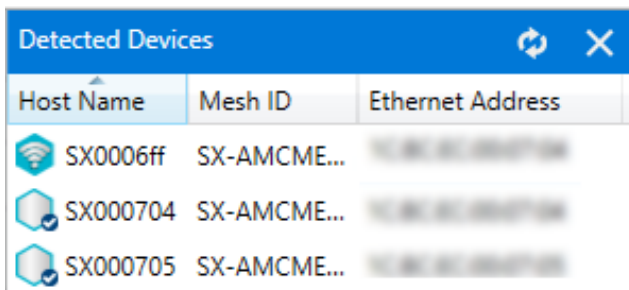 Detected Devices
Host Name Mesh ID Ethernet Address
SX0006ff SX-AMCME...
SX000704 SX-AMCME...
SX000705 SX-AMCME...